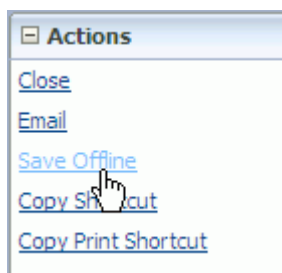 Actions
Close
Email
Save Offline
Copy Shortcut
Copy Print Shortcut